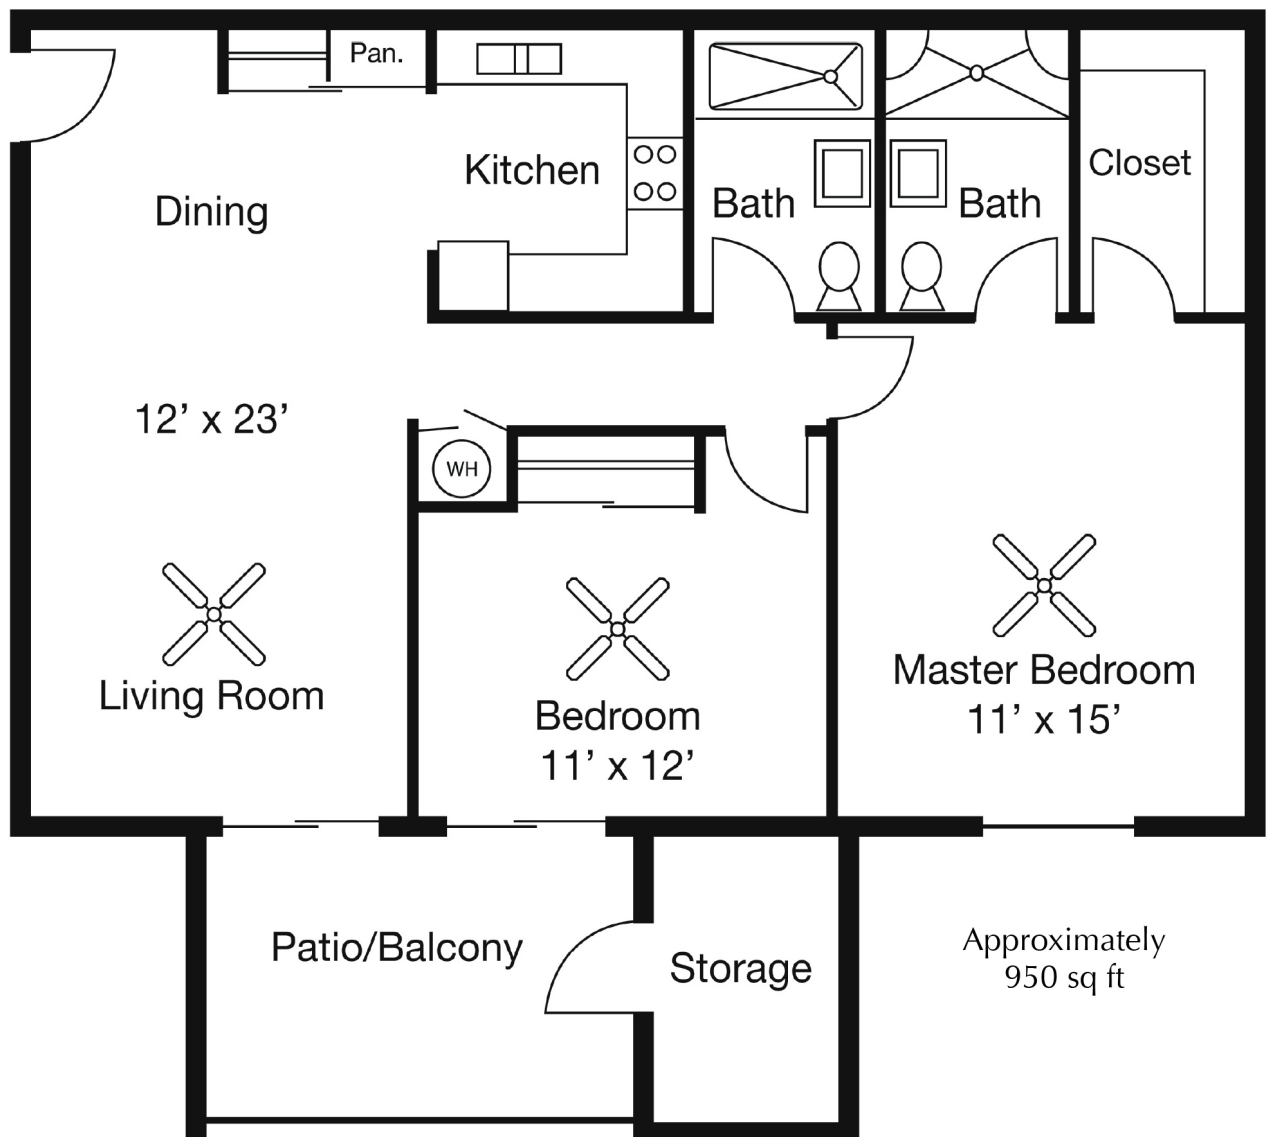 Pan.
Kitchen
Closet
Dining
Bath
Bath
12’ x 23’
WH
Living Room
Bedroom
11’ x 12’
Master Bedroom
11’ x 15’
Patio/Balcony
Storage
Approximately
950 sq ft